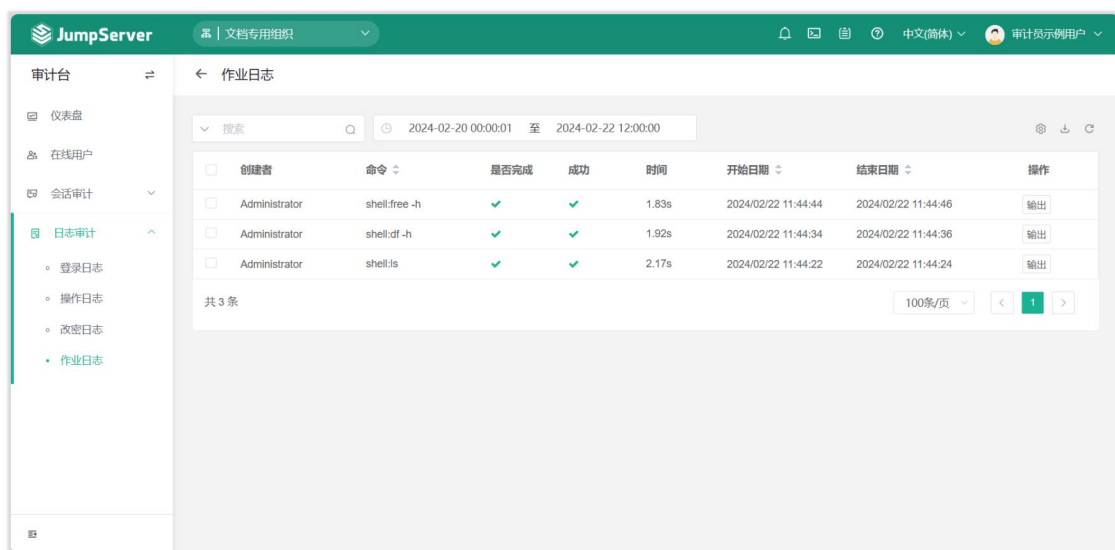 JumpServer 文档专用组织 中文(简体) 审计员示例用户
审计台 作业日志
仪表盘
在线用户
会话审计
日志审计
登录日志
操作日志
改密日志
作业日志
搜索 2024-02-20 00:00:01 至 2024-02-22 12:00:00
创建者 命令 是否完成 成功 时间 开始日期 结束日期 操作
Administrator shell:free -h 1.83s 2024/02/22 11:44:44 2024/02/22 11:44:46 输出
Administrator shell:df -h 1.92s 2024/02/22 11:44:34 2024/02/22 11:44:36 输出
Administrator shell:ls 2.17s 2024/02/22 11:44:22 2024/02/22 11:44:24 输出
共 3 条 100条/页 1